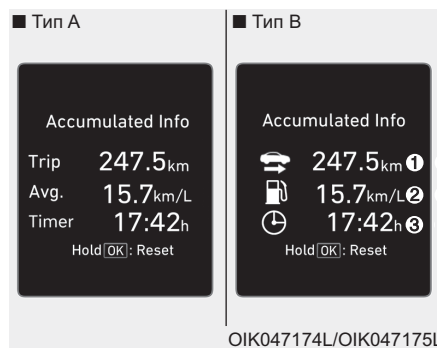 ■ Тип A
Accumulated Info
Trip 247.5km
Avg. 15.7km/L
Timer 17:42h
Hold OK : Reset
■ Тип B
Accumulated Info
247.5km ❶
15.7km/L ❷
17:42h ❸
Hold OK : Reset
OIK047174L/OIK047175L